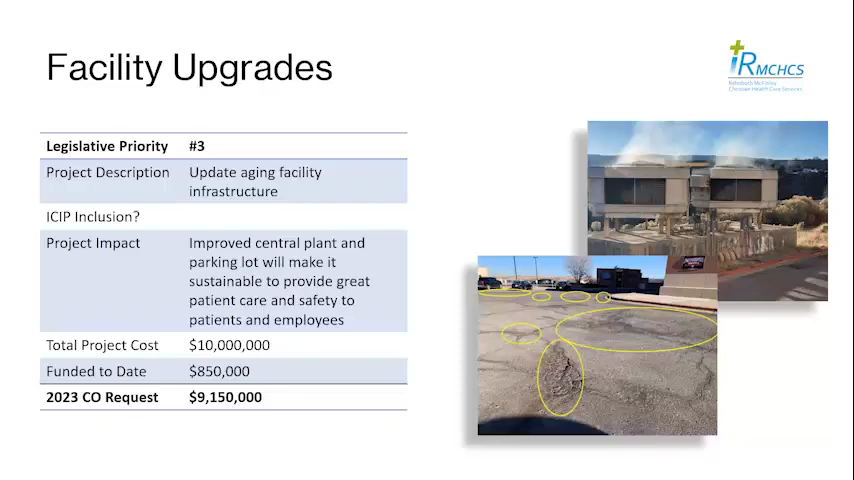 Facility Upgrades
RMCHCS
Rehoboth McKinley
Christian Health Care Services
Legislative Priority #3
Project Description Update aging facility
infrastructure
ICIP Inclusion?
Project Impact Improved central plant and
parking lot will make it
sustainable to provide great
patient care and safety to
patients and employees
Total Project Cost $10,000,000
Funded to Date $850,000
2023 CO Request $9,150,000